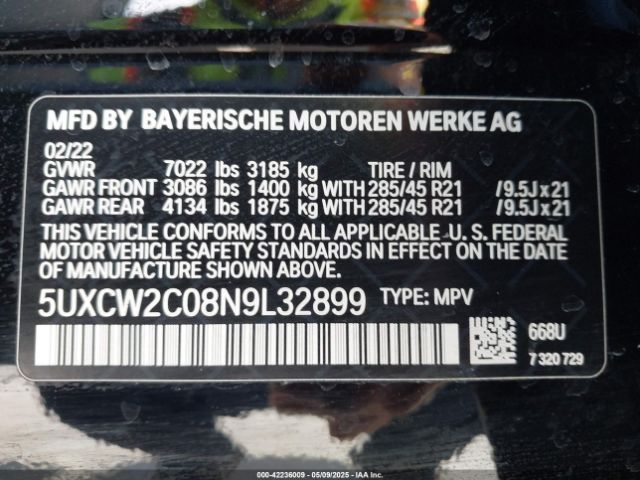 MFD BY BAYERISCHE MOTOREN WERKE AG
02/22
GVWR 7022 lbs 3185 kg TIRE / RIM
GAWR FRONT 3086 lbs 1400 kg WITH 285/45 R21 /9.5J x 21
GAWR REAR 4134 lbs 1875 kg WITH 285/45 R21 /9.5J x 21
THIS VEHICLE CONFORMS TO ALL APPLICABLE U. S. FEDERAL
MOTOR VEHICLE SAFETY STANDARDS IN EFFECT ON THE DATE
OF MANUFACTURE SHOWN ABOVE.
5UXCW2C08N9L32899 TYPE: MPV
668U
7 320 729
000-42236009 — 05/09/2025 — IAA, Inc.